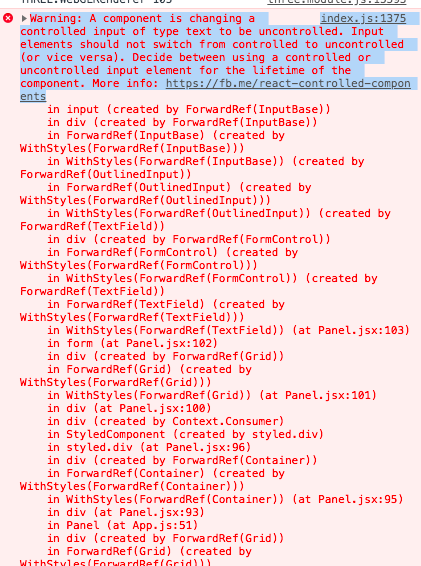 Warning: A component is changing a index.js:1375
controlled input of type text to be uncontrolled. Input
elements should not switch from controlled to uncontrolled
(or vice versa). Decide between using a controlled or
uncontrolled input element for the lifetime of the
component. More info: https://fb.me/react-controlled-compon
ents
in input (created by ForwardRef(InputBase))
in div (created by ForwardRef(InputBase))
in ForwardRef(InputBase) (created by
WithStyles(ForwardRef(InputBase)))
in WithStyles(ForwardRef(InputBase)) (created by
ForwardRef(OutlinedInput))
in ForwardRef(OutlinedInput) (created by
WithStyles(ForwardRef(OutlinedInput)))
in WithStyles(ForwardRef(OutlinedInput)) (created by
ForwardRef(TextField))
in div (created by ForwardRef(FormControl))
in ForwardRef(FormControl) (created by
WithStyles(ForwardRef(FormControl)))
in WithStyles(ForwardRef(FormControl)) (created by
ForwardRef(TextField))
in ForwardRef(TextField) (created by
WithStyles(ForwardRef(TextField)))
in WithStyles(ForwardRef(TextField)) (at Panel.jsx:103)
in form (at Panel.jsx:102)
in div (created by ForwardRef(Grid))
in ForwardRef(Grid) (created by
WithStyles(ForwardRef(Grid)))
in WithStyles(ForwardRef(Grid)) (at Panel.jsx:101)
in div (at Panel.jsx:100)
in div (created by Context.Consumer)
in StyledComponent (created by styled.div)
in styled.div (at Panel.jsx:96)
in div (created by ForwardRef(Container))
in ForwardRef(Container) (created by
WithStyles(ForwardRef(Container)))
in WithStyles(ForwardRef(Container)) (at Panel.jsx:95)
in div (at Panel.jsx:93)
in Panel (at App.js:51)
in div (created by ForwardRef(Grid))
in ForwardRef(Grid) (created by
WithStyles(ForwardRef(Grid)))